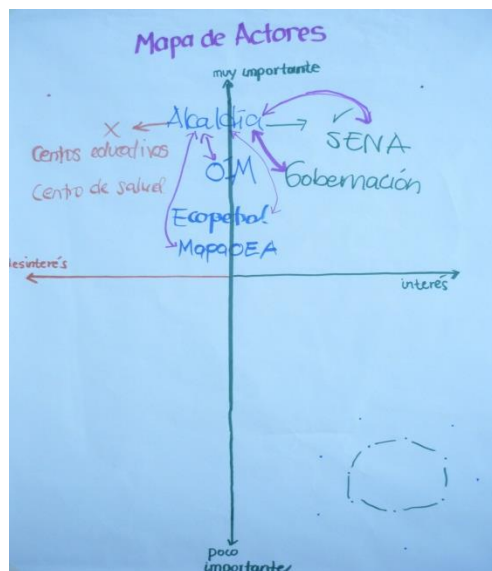 Mapa de Actores
muy importante
Alcaldía
X
✓
SENA
Centos educativos
OIM
Gobernación
Centro de salud
Ecopetrol
MapaOEA
desinterés
interés
poco
importante